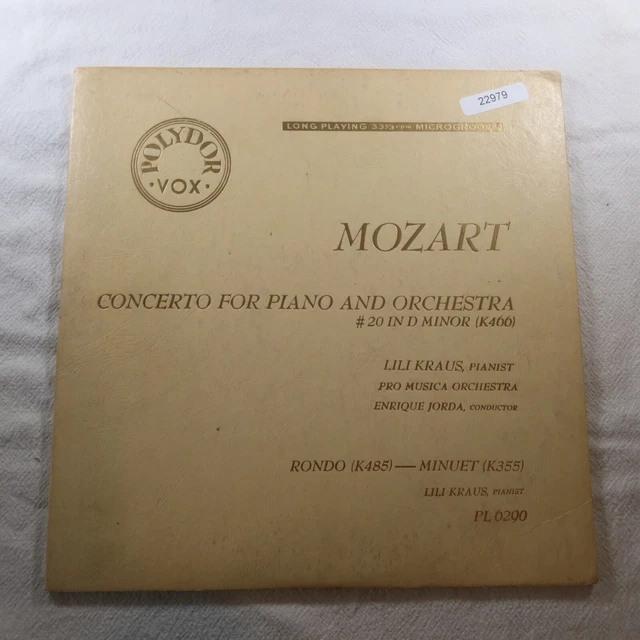 22979
LONG PLAYING 33⅓ RPM MICROGROOVE
POLYDOR
·VOX·
MOZART
CONCERTO FOR PIANO AND ORCHESTRA
#20 IN D MINOR (K466)
LILI KRAUS, PIANIST
PRO MUSICA ORCHESTRA
ENRIQUE JORDA, CONDUCTOR
RONDO (K485) — MINUET (K355)
LILI KRAUS, PIANIST
PL 6290